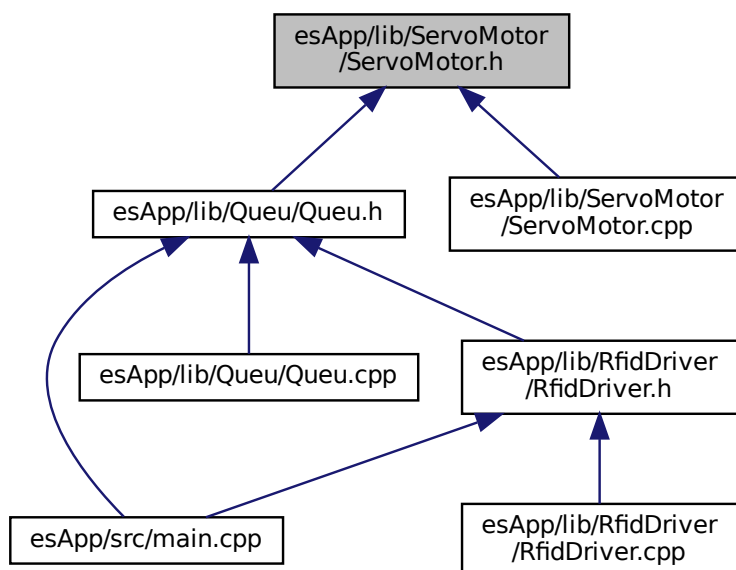 esApp/lib/ServoMotor
/ServoMotor.h
esApp/lib/Queu/Queu.h
esApp/lib/ServoMotor
/ServoMotor.cpp
esApp/lib/Queu/Queu.cpp
esApp/lib/RfidDriver
/RfidDriver.h
esApp/src/main.cpp
esApp/lib/RfidDriver
/RfidDriver.cpp